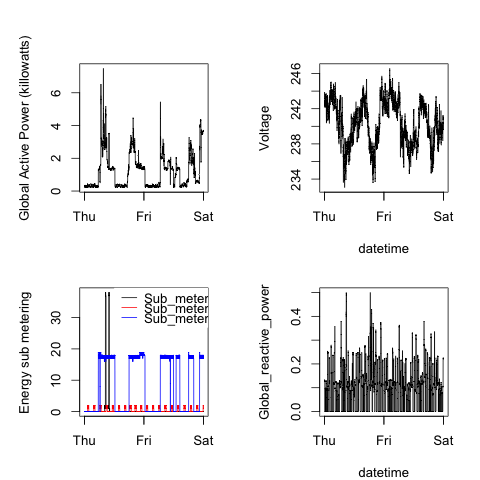 Global Active Power (killowatts)
0 2 4 6
Thu Fri Sat
Voltage
234 238 242 246
Thu Fri Sat
datetime
Energy sub metering
0 10 20 30
Sub_meter
Sub_meter
Sub_meter
Thu Fri Sat
Global_reactive_power
0.0 0.2 0.4
Thu Fri Sat
datetime